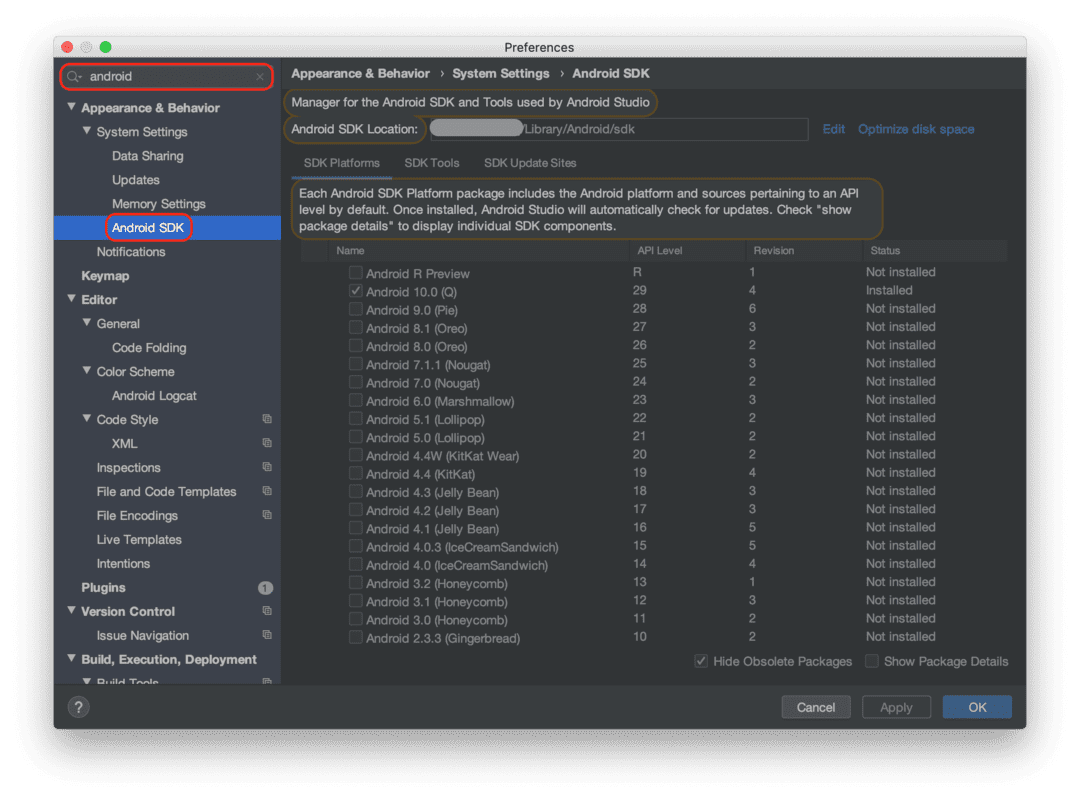 Preferences
android
Appearance & Behavior
System Settings
Data Sharing
Updates
Memory Settings
Android SDK
Notifications
Keymap
Editor
General
Code Folding
Color Scheme
Android Logcat
Code Style
XML
Inspections
File and Code Templates
File Encodings
Live Templates
Intentions
Plugins 1
Version Control
Issue Navigation
Build, Execution, Deployment
Build Tools
Appearance & Behavior › System Settings › Android SDK
Manager for the Android SDK and Tools used by Android Studio
Android SDK Location: /Library/Android/sdk Edit Optimize disk space
SDK Platforms SDK Tools SDK Update Sites
Each Android SDK Platform package includes the Android platform and sources pertaining to an API
level by default. Once installed, Android Studio will automatically check for updates. Check "show
package details" to display individual SDK components.
Name API Level Revision Status
Android R Preview R 1 Not installed
Android 10.0 (Q) 29 4 Installed
Android 9.0 (Pie) 28 6 Not installed
Android 8.1 (Oreo) 27 3 Not installed
Android 8.0 (Oreo) 26 2 Not installed
Android 7.1.1 (Nougat) 25 3 Not installed
Android 7.0 (Nougat) 24 2 Not installed
Android 6.0 (Marshmallow) 23 3 Not installed
Android 5.1 (Lollipop) 22 2 Not installed
Android 5.0 (Lollipop) 21 2 Not installed
Android 4.4W (KitKat Wear) 20 2 Not installed
Android 4.4 (KitKat) 19 4 Not installed
Android 4.3 (Jelly Bean) 18 3 Not installed
Android 4.2 (Jelly Bean) 17 3 Not installed
Android 4.1 (Jelly Bean) 16 5 Not installed
Android 4.0.3 (IceCreamSandwich) 15 5 Not installed
Android 4.0 (IceCreamSandwich) 14 4 Not installed
Android 3.2 (Honeycomb) 13 1 Not installed
Android 3.1 (Honeycomb) 12 3 Not installed
Android 3.0 (Honeycomb) 11 2 Not installed
Android 2.3.3 (Gingerbread) 10 2 Not installed
Hide Obsolete Packages Show Package Details
? Cancel Apply OK